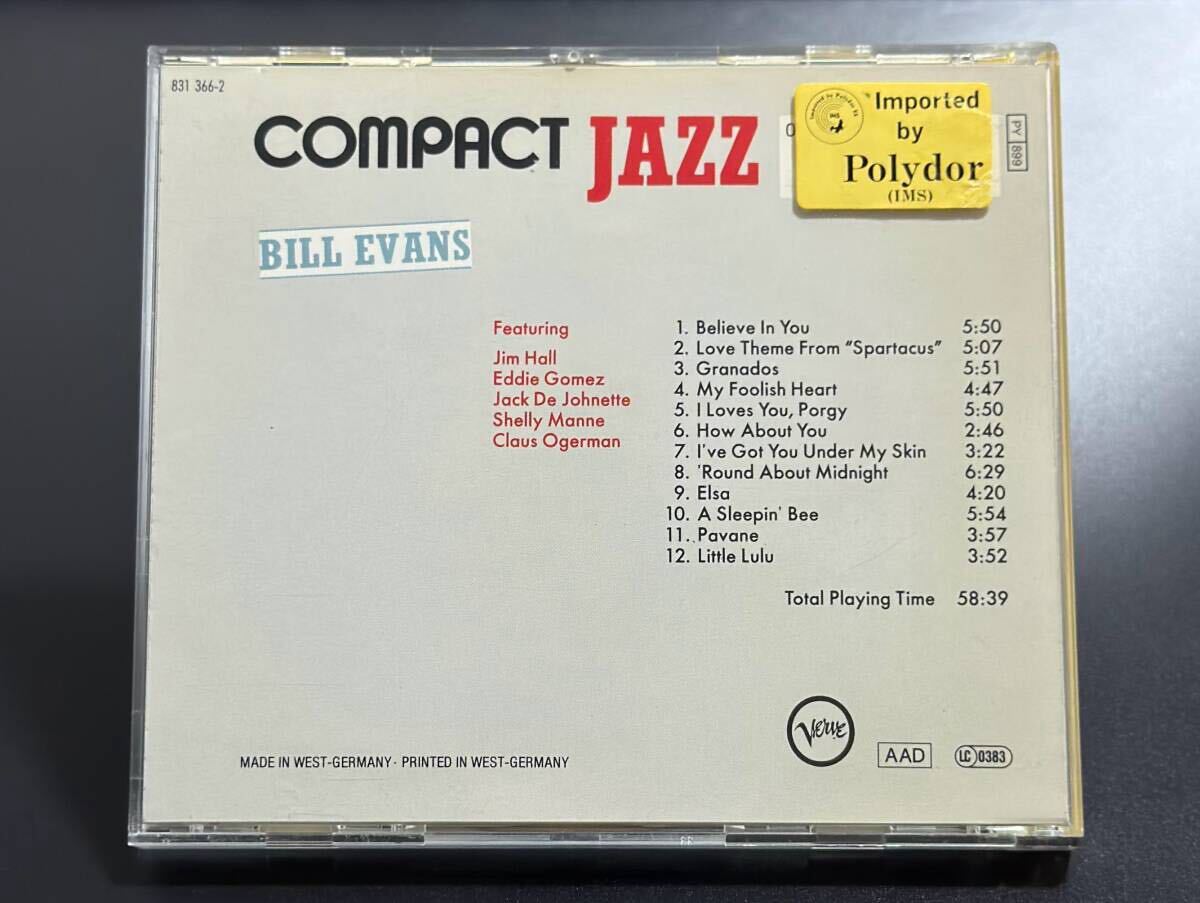 831 366-2
COMPACT JAZZ
Imported
by
Polydor
(IMS)
PY 899
BILL EVANS
Featuring
Jim Hall
Eddie Gomez
Jack De Johnette
Shelly Manne
Claus Ogerman
1. Believe In You 5:50
2. Love Theme From “Spartacus” 5:07
3. Granados 5:51
4. My Foolish Heart 4:47
5. I Loves You, Porgy 5:50
6. How About You 2:46
7. I've Got You Under My Skin 3:22
8. 'Round About Midnight 6:29
9. Elsa 4:20
10. A Sleepin' Bee 5:54
11. Pavane 3:57
12. Little Lulu 3:52
Total Playing Time 58:39
Verve
AAD
LC 0383
MADE IN WEST-GERMANY · PRINTED IN WEST-GERMANY